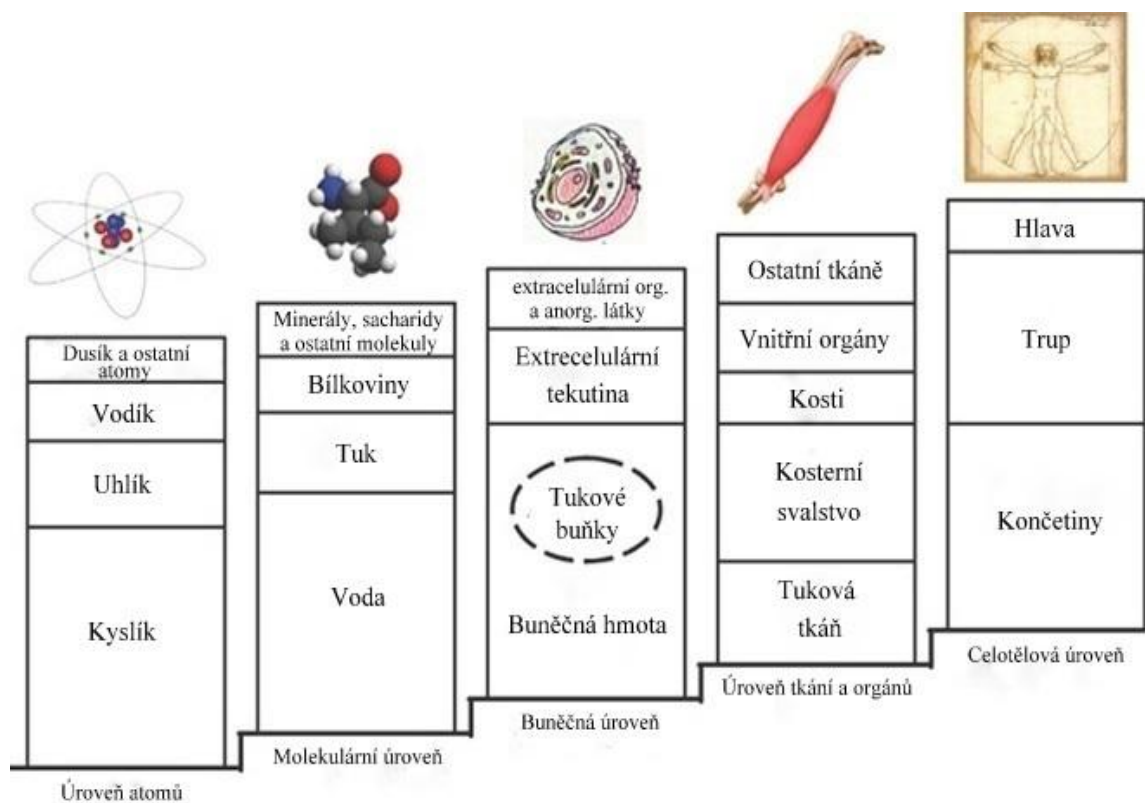 Dusík a ostatní
atomy
Vodík
Uhlík
Kyslík
Úroveň atomů
Minerály, sacharidy
a ostatní molekuly
Bílkoviny
Tuk
Voda
Molekulární úroveň
extracelulární org.
a anorg. látky
Extrecelulární
tekutina
Tukové
buňky
Buněčná hmota
Buněčná úroveň
Ostatní tkáně
Vnitřní orgány
Kosti
Kosterní
svalstvo
Tuková
tkáň
Úroveň tkání a orgánů
Hlava
Trup
Končetiny
Celotělová úroveň